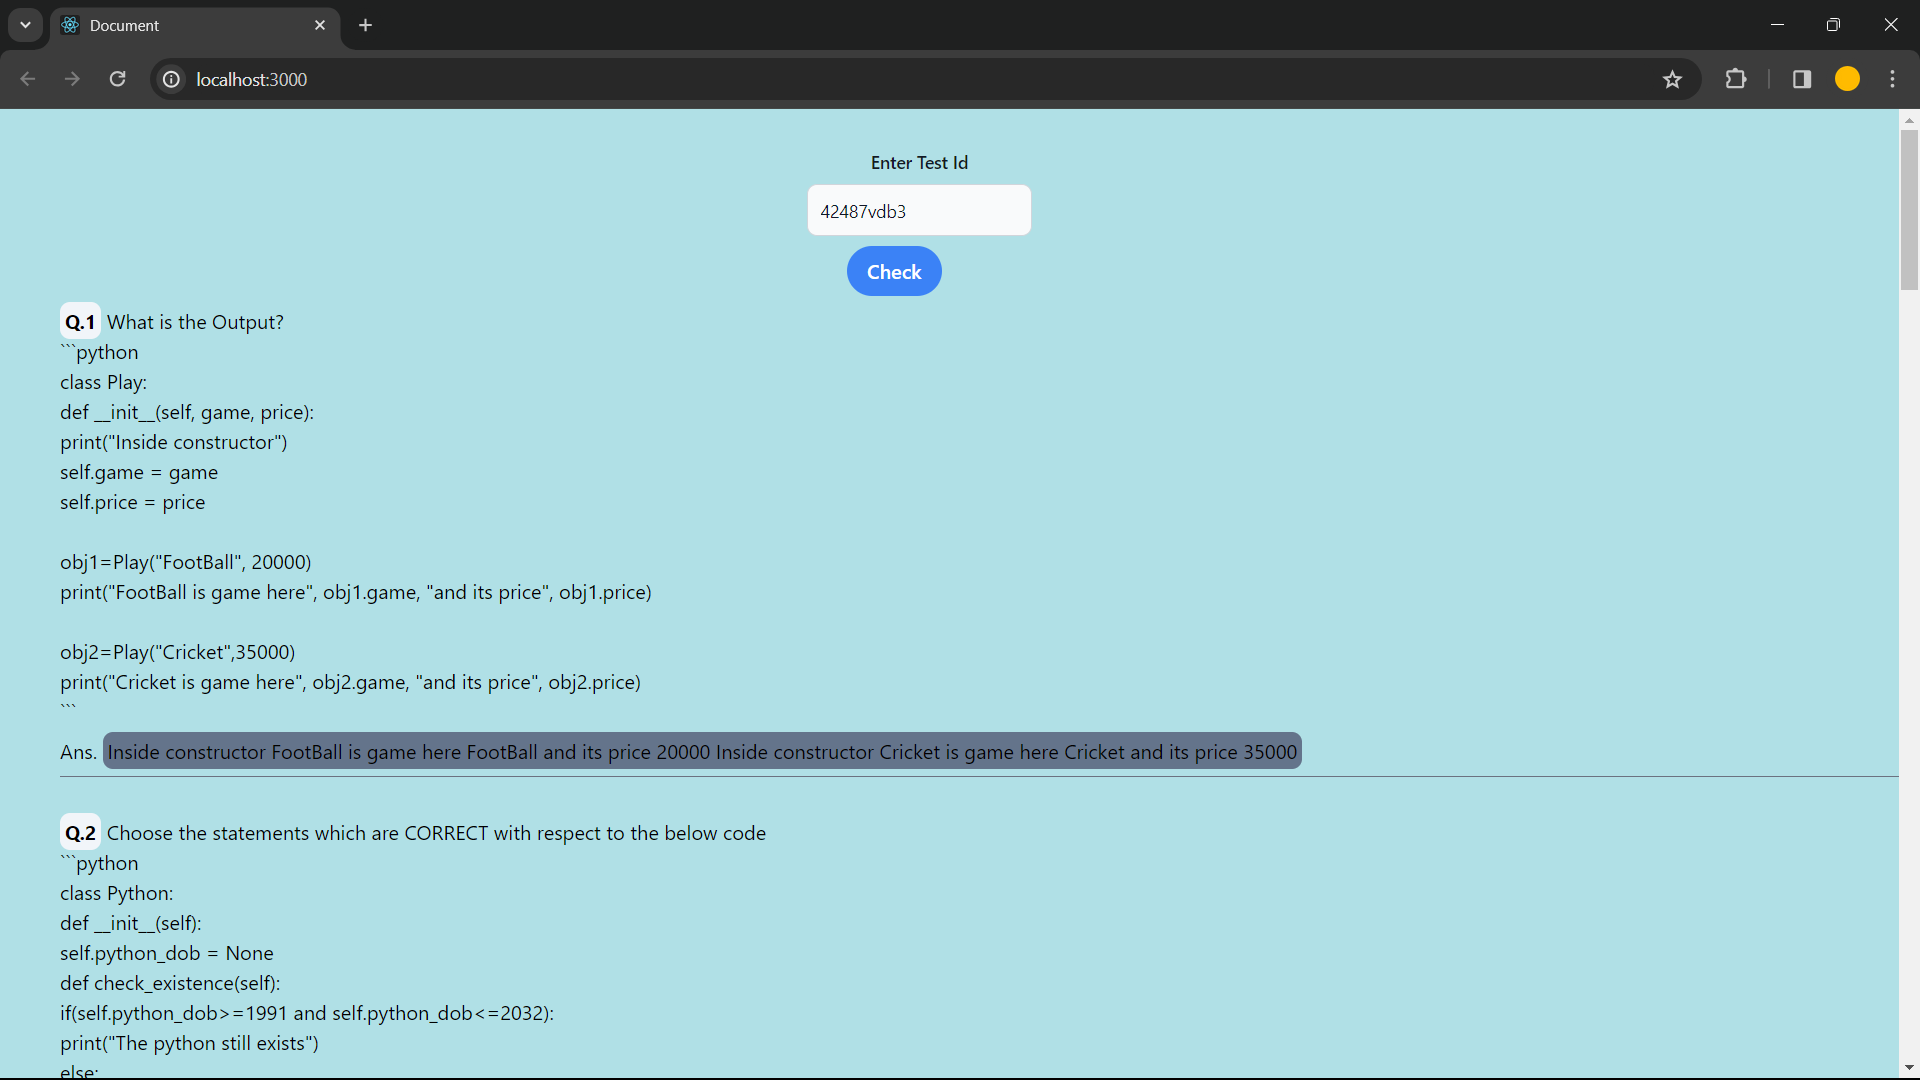 Document
localhost:3000
Enter Test Id
42487vdb3
Check
Q.1 What is the Output?
```python
class Play:
def __init__(self, game, price):
print("Inside constructor")
self.game = game
self.price = price
obj1=Play("FootBall", 20000)
print("FootBall is game here", obj1.game, "and its price", obj1.price)
obj2=Play("Cricket",35000)
print("Cricket is game here", obj2.game, "and its price", obj2.price)
```
Ans. Inside constructor FootBall is game here FootBall and its price 20000 Inside constructor Cricket is game here Cricket and its price 35000
Q.2 Choose the statements which are CORRECT with respect to the below code
```python
class Python:
def __init__(self):
self.python_dob = None
def check_existence(self):
if(self.python_dob>=1991 and self.python_dob<=2032):
print("The python still exists")
else: